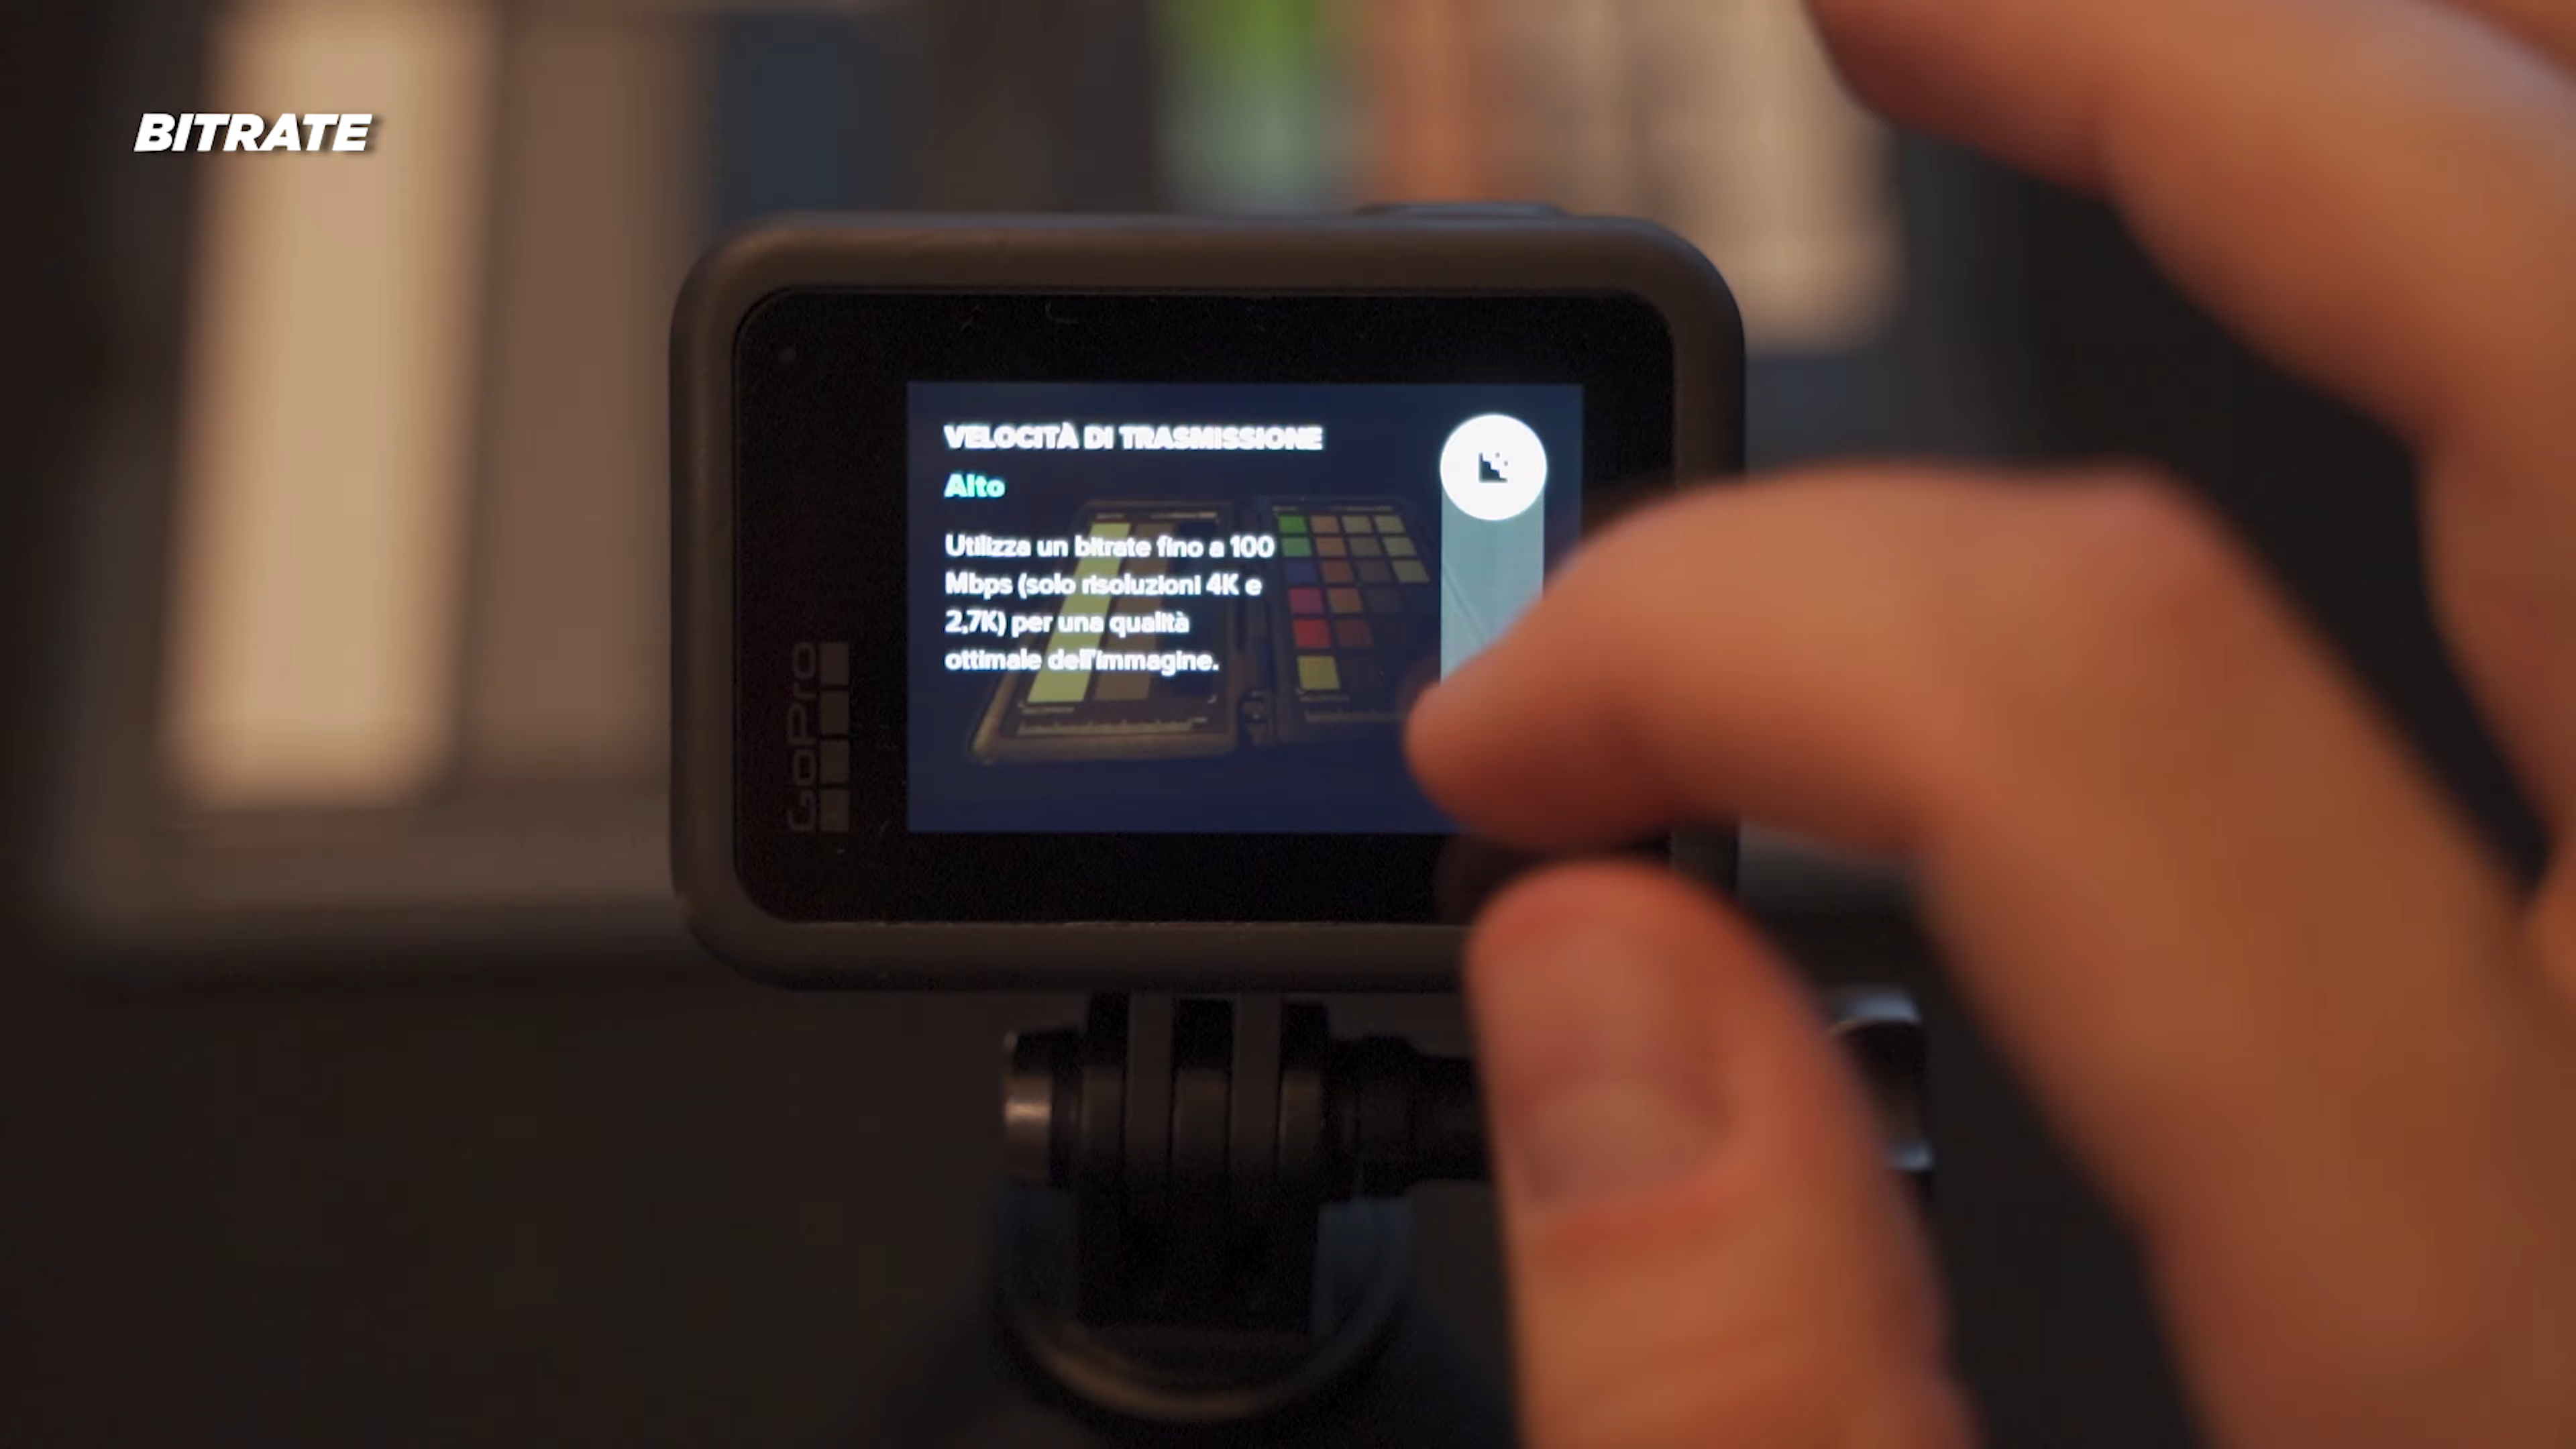 BITRATE
VELOCITÀ DI TRASMISSIONE
Alto
Utilizza un bitrate fino a 100
Mbps (solo risoluzioni 4K e
2,7K) per una qualità
ottimale dell'immagine.
GoPro